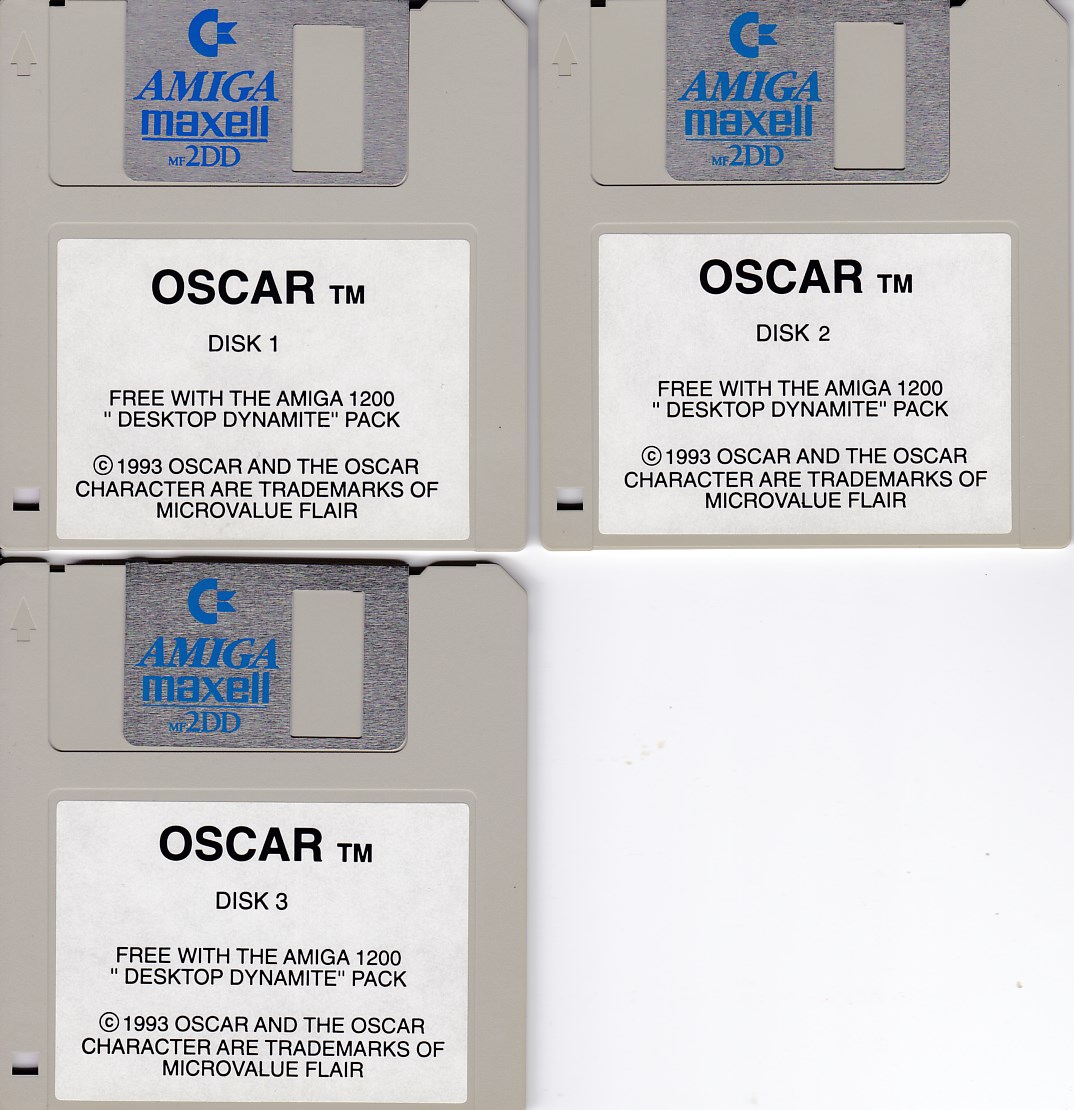 AMIGA
maxell
MF2DD
OSCAR TM
DISK 1
FREE WITH THE AMIGA 1200
" DESKTOP DYNAMITE" PACK
© 1993 OSCAR AND THE OSCAR
CHARACTER ARE TRADEMARKS OF
MICROVALUE FLAIR
AMIGA
maxell
MF2DD
OSCAR TM
DISK 2
FREE WITH THE AMIGA 1200
" DESKTOP DYNAMITE" PACK
© 1993 OSCAR AND THE OSCAR
CHARACTER ARE TRADEMARKS OF
MICROVALUE FLAIR
AMIGA
maxell
MF2DD
OSCAR TM
DISK 3
FREE WITH THE AMIGA 1200
" DESKTOP DYNAMITE" PACK
© 1993 OSCAR AND THE OSCAR
CHARACTER ARE TRADEMARKS OF
MICROVALUE FLAIR